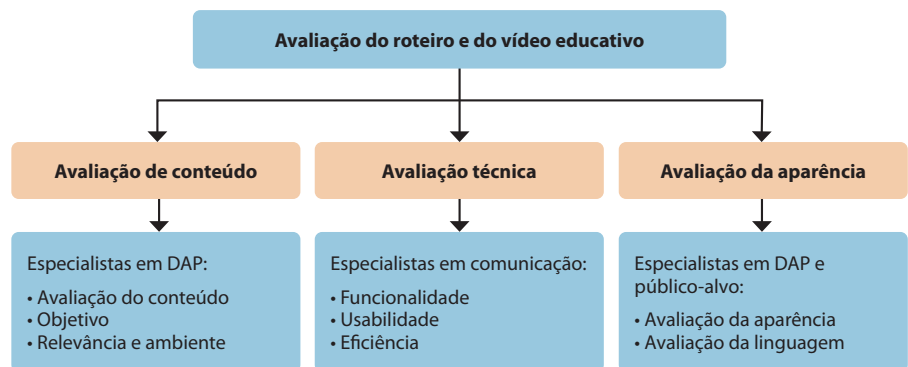 Avaliação do roteiro e do vídeo educativo
Avaliação de conteúdo
Avaliação técnica
Avaliação da aparência
Especialistas em DAP:
• Avaliação do conteúdo
• Objetivo
• Relevância e ambiente
Especialistas em comunicação:
• Funcionalidade
• Usabilidade
• Eficiência
Especialistas em DAP e
público-alvo:
• Avaliação da aparência
• Avaliação da linguagem